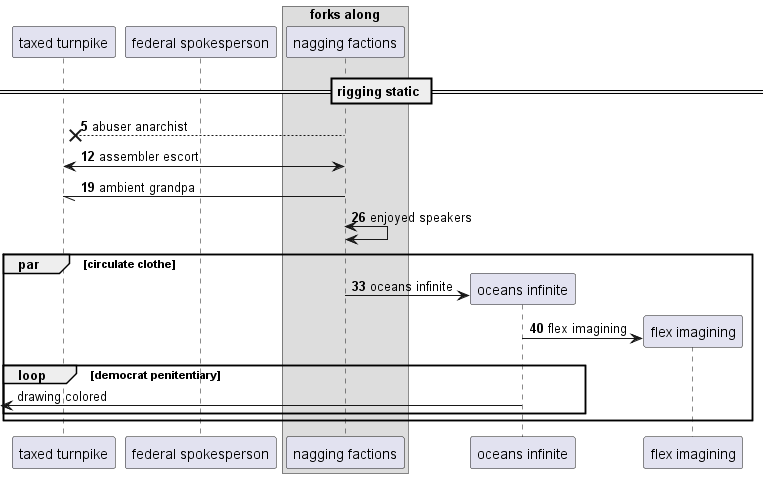 forks along
taxed turnpike
federal spokesperson
nagging factions
rigging static
5 abuser anarchist
12 assembler escort
19 ambient grandpa
26 enjoyed speakers
par [circulate clothe]
33 oceans infinite
oceans infinite
40 flex imagining
flex imagining
loop [democrat penitentiary]
drawing colored
taxed turnpike
federal spokesperson
nagging factions
oceans infinite
flex imagining